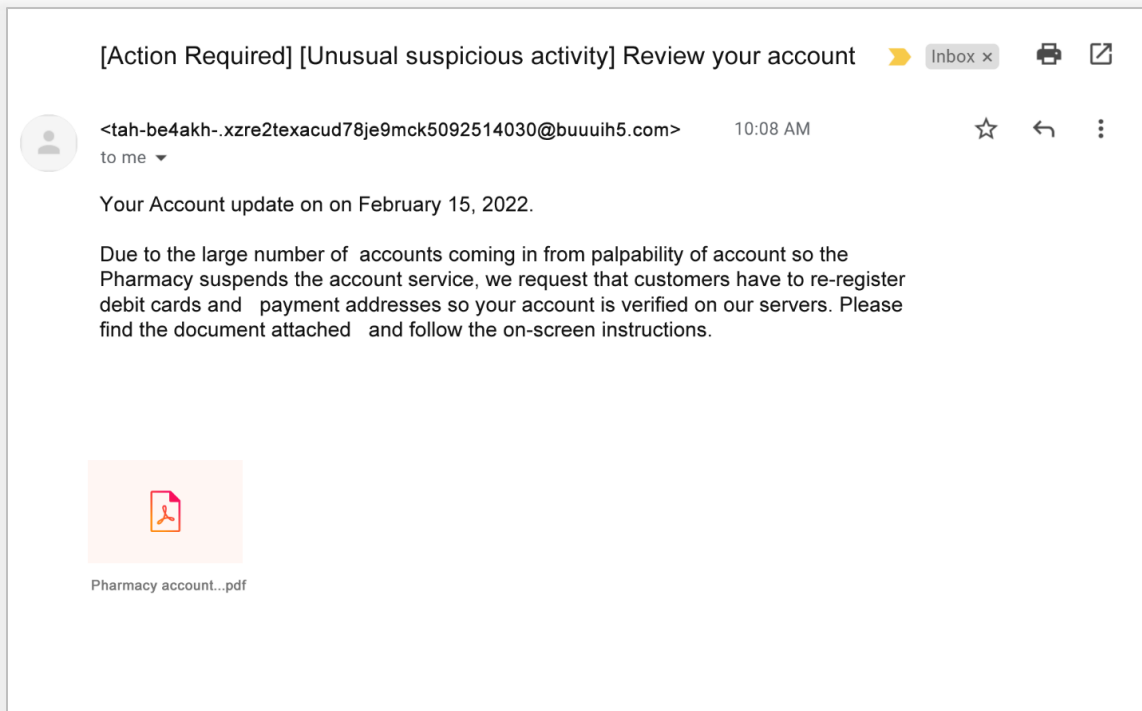 [Action Required] [Unusual suspicious activity] Review your account Inbox ×
<tah-be4akh-.xzre2texacud78je9mck5092514030@buuuih5.com> 10:08 AM
to me
Your Account update on on February 15, 2022.
Due to the large number of  accounts coming in from palpability of account so the
Pharmacy suspends the account service, we request that customers have to re-register
debit cards and   payment addresses so your account is verified on our servers. Please
find the document attached   and follow the on-screen instructions.
Pharmacy account...pdf